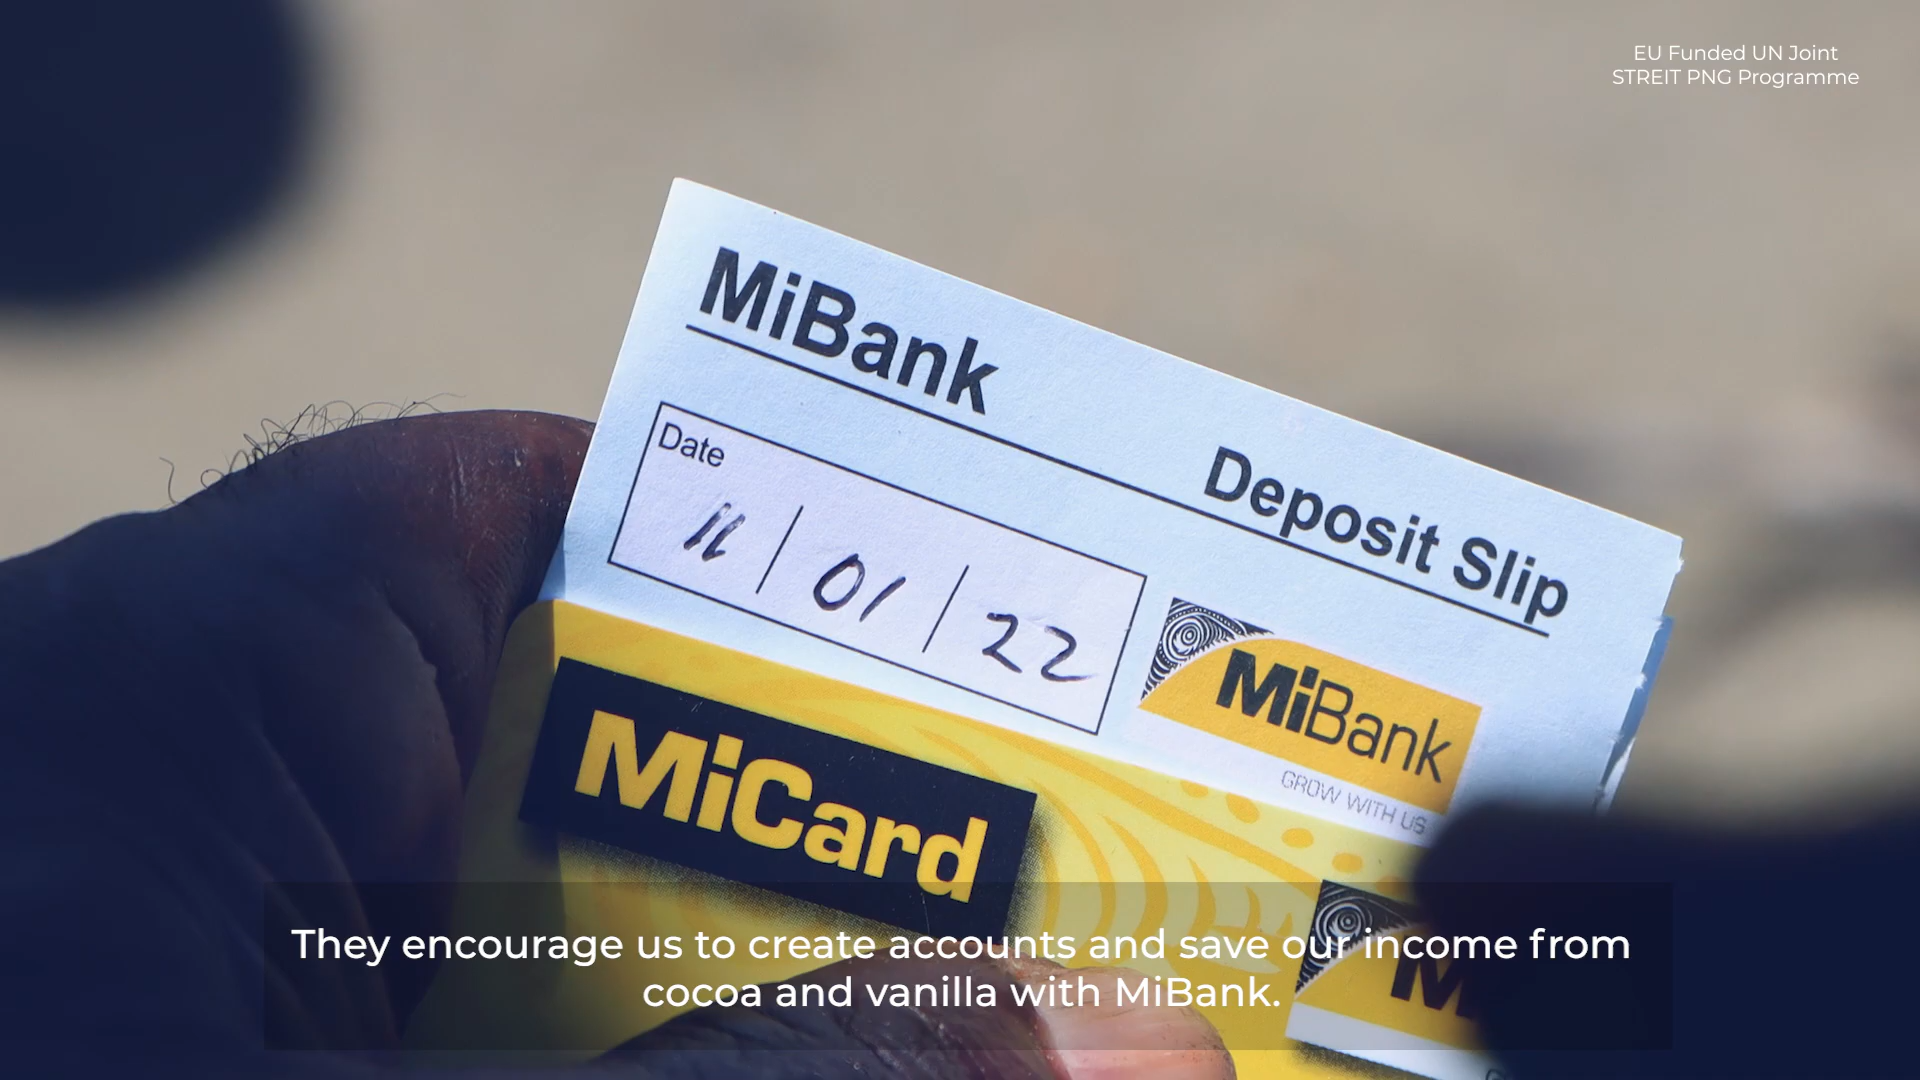 EU Funded UN Joint
STREIT PNG Programme
MiBank
Deposit Slip
Date
11 | 01 | 22
MiBank
GROW WITH US
MiCard
They encourage us to create accounts and save our income from
cocoa and vanilla with MiBank.